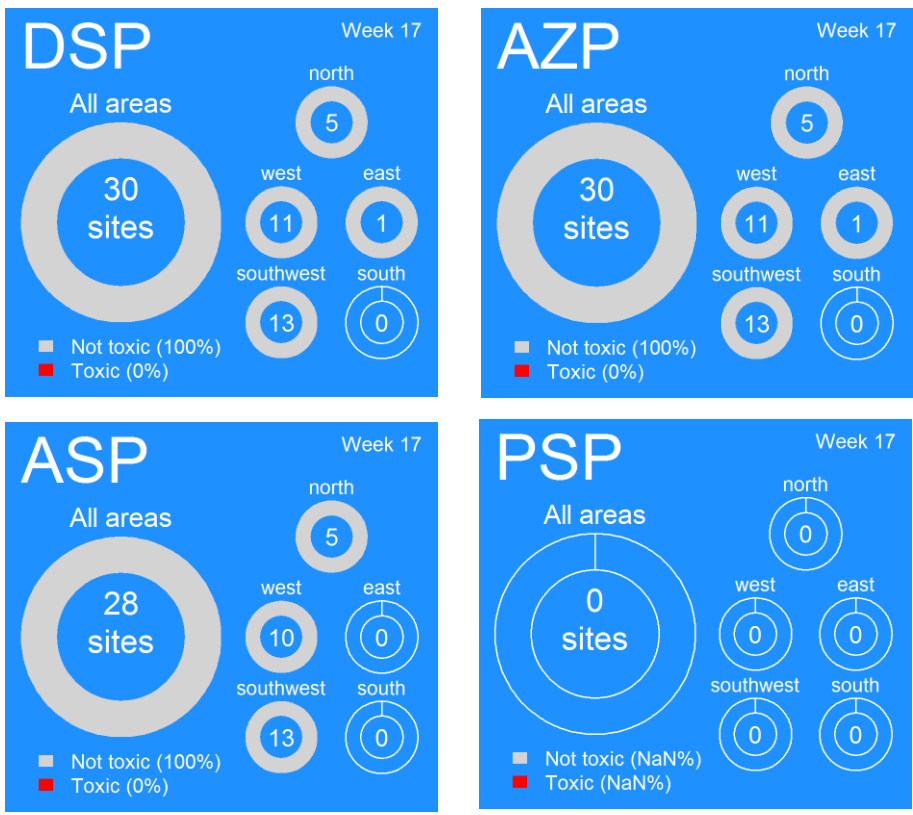 DSP
Week 17
north
All areas
5
30
sites
west
east
11
1
southwest
south
13
0
Not toxic (100%)
Toxic (0%)
AZP
Week 17
north
All areas
5
30
sites
west
east
11
1
southwest
south
13
0
Not toxic (100%)
Toxic (0%)
ASP
Week 17
north
All areas
5
28
sites
west
east
10
0
southwest
south
13
0
Not toxic (100%)
Toxic (0%)
PSP
Week 17
north
All areas
0
0
sites
west
east
0
0
southwest
south
0
0
Not toxic (NaN%)
Toxic (NaN%)